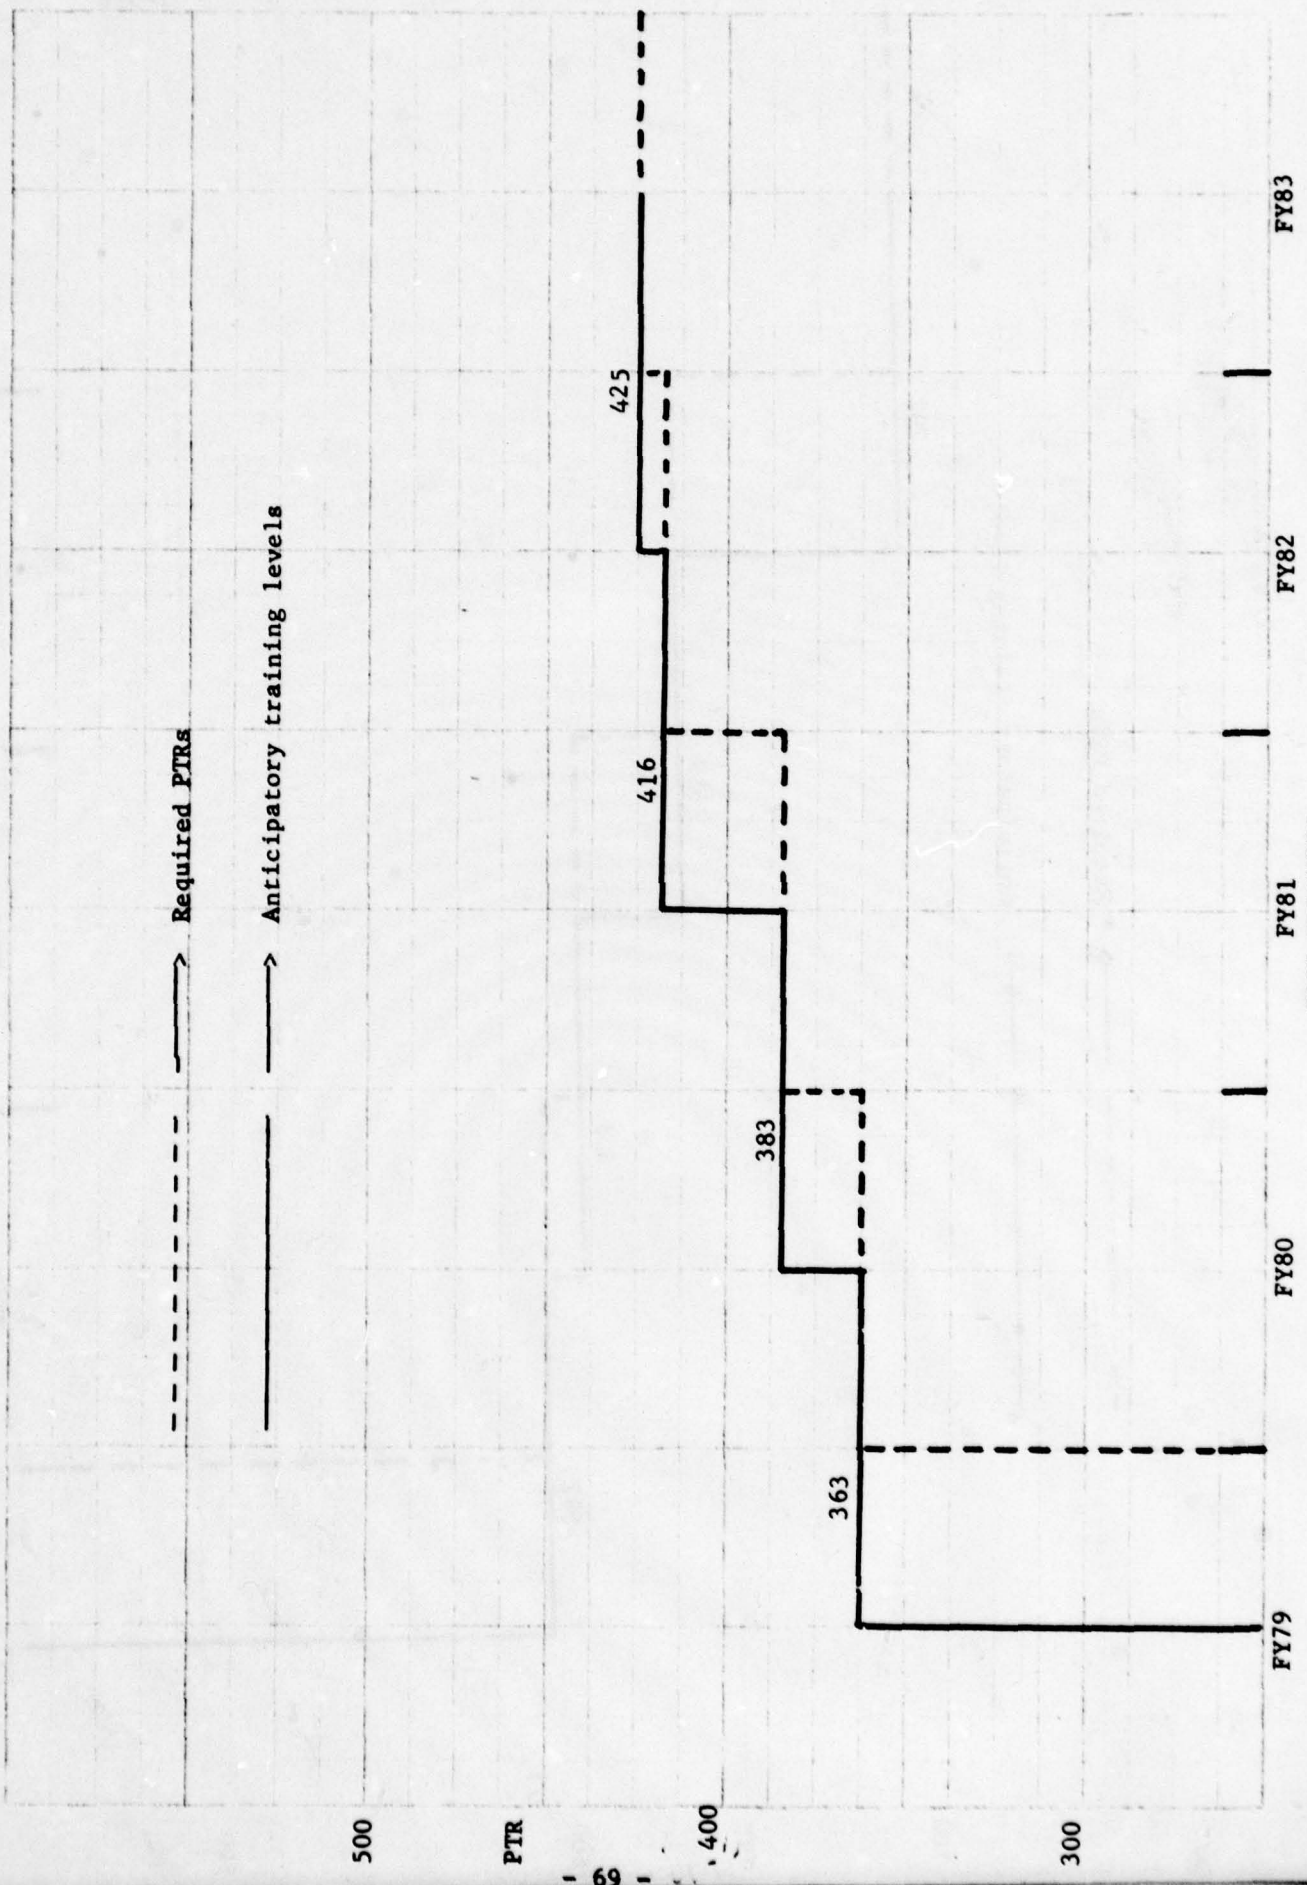 Required PTRs
Anticipatory training levels
500
PTR
400
300
363
383
416
425
FY79
FY80
FY81
FY82
FY83
- 69 -